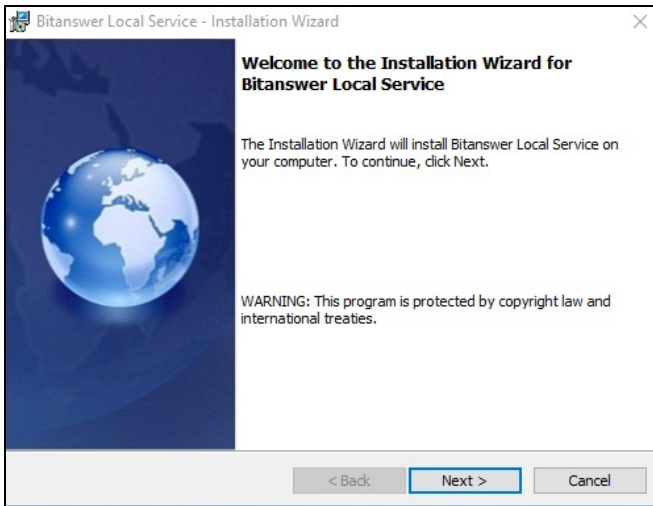 Bitanswer Local Service - Installation Wizard
Welcome to the Installation Wizard for
Bitanswer Local Service
The Installation Wizard will install Bitanswer Local Service on
your computer. To continue, click Next.
WARNING: This program is protected by copyright law and
international treaties.
< Back
Next >
Cancel